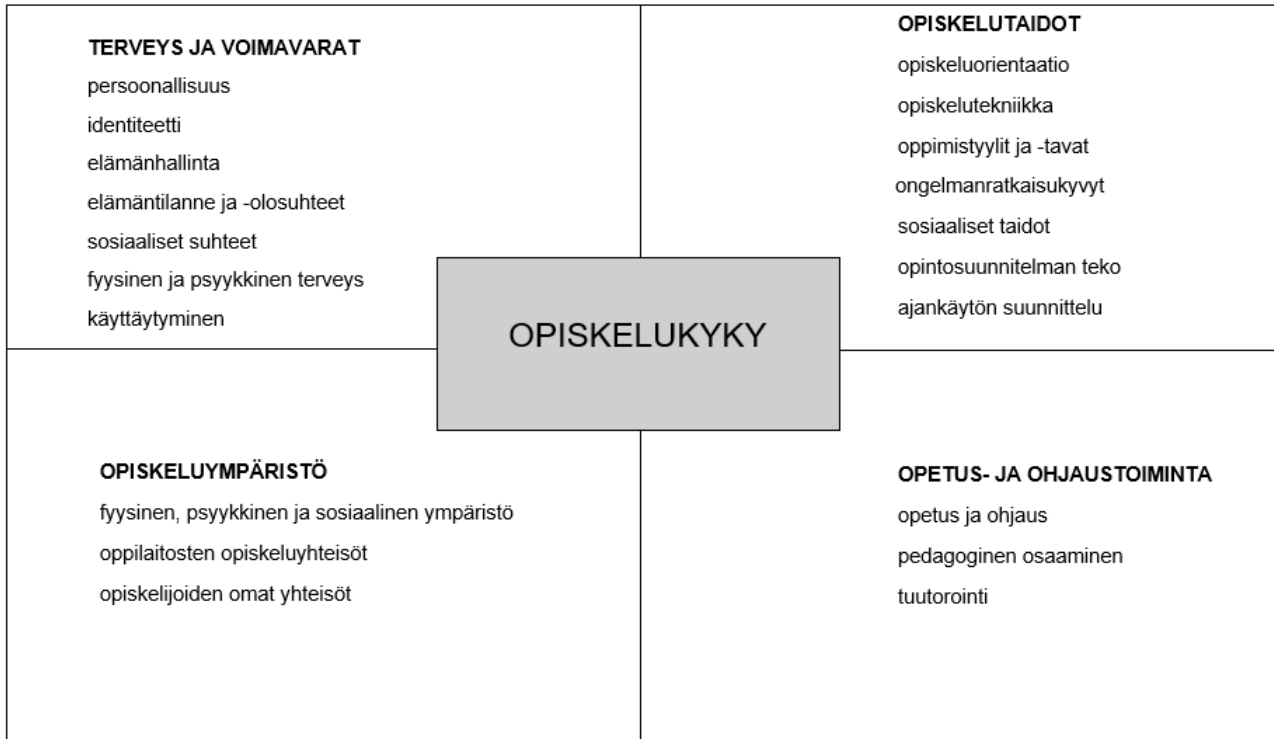 TERVEYS JA VOIMAVARAT
persoonallisuus
identiteetti
elämänhallinta
elämäntilanne ja -olosuhteet
sosiaaliset suhteet
fyysinen ja psyykkinen terveys
käyttäytyminen
OPISKELUTAIDOT
opiskeluorientaatio
opiskelutekniikka
oppimistyylit ja -tavat
ongelmanratkaisukyvyt
sosiaaliset taidot
opintosuunnitelman teko
ajankäytön suunnittelu
OPISKELUKYKY
OPISKELUYMPÄRISTÖ
fyysinen, psyykkinen ja sosiaalinen ympäristö
oppilaitosten opiskeluyhteisöt
opiskelijoiden omat yhteisöt
OPETUS- JA OHJAUSTOIMINTA
opetus ja ohjaus
pedagoginen osaaminen
tuutorointi